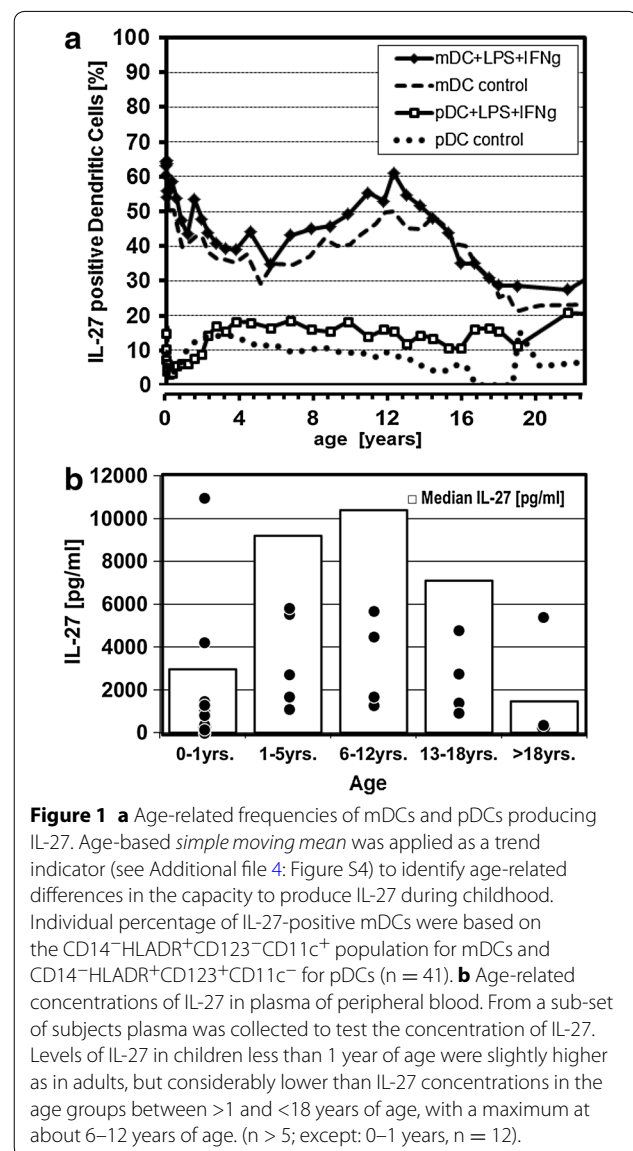 a
100
90
80
70
60
50
40
30
20
10
0
IL-27 positive Dendritic Cells [%]
mDC+LPS+IFNg
mDC control
pDC+LPS+IFNg
pDC control
0 4 8 12 16 20
age [years]
b
12000
10000
8000
6000
4000
2000
0
IL-27 [pg/ml]
□ Median IL-27 [pg/ml]
0-1yrs. 1-5yrs. 6-12yrs. 13-18yrs. >18yrs.
Age
Figure 1 a Age-related frequencies of mDCs and pDCs producing
IL-27. Age-based simple moving mean was applied as a trend
indicator (see Additional file 4: Figure S4) to identify age-related
differences in the capacity to produce IL-27 during childhood.
Individual percentage of IL-27-positive mDCs were based on
the CD14⁻HLADR⁺CD123⁻CD11c⁺ population for mDCs and
CD14⁻HLADR⁺CD123⁺CD11c⁻ for pDCs (n = 41). b Age-related
concentrations of IL-27 in plasma of peripheral blood. From a sub-set
of subjects plasma was collected to test the concentration of IL-27.
Levels of IL-27 in children less than 1 year of age were slightly higher
as in adults, but considerably lower than IL-27 concentrations in the
age groups between >1 and <18 years of age, with a maximum at
about 6–12 years of age. (n > 5; except: 0–1 years, n = 12).